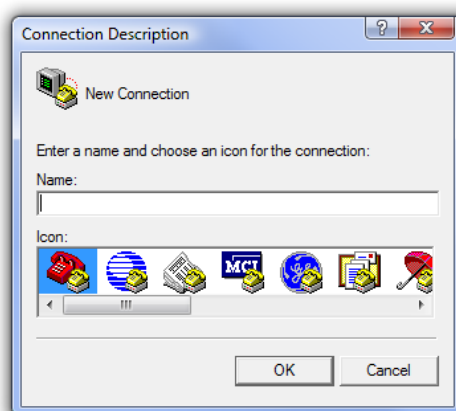 Connection Description
New Connection
Enter a name and choose an icon for the connection:
Name:
Icon:
MCI
OK
Cancel